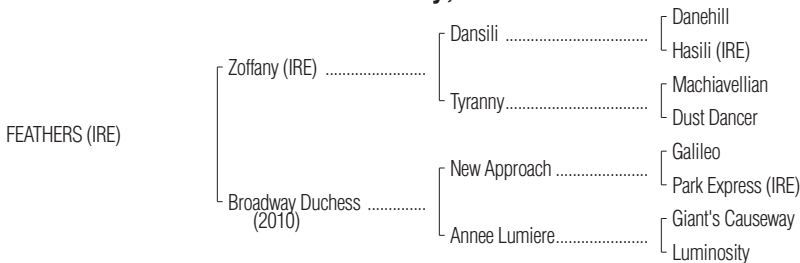 Danehill
Dansili ....................................
Hasili (IRE)
Zoffany (IRE) .........................
Machiavellian
Tyranny....................................
Dust Dancer
FEATHERS (IRE)
Galileo
New Approach .......................
Park Express (IRE)
Broadway Duchess ..............
(2010)
Giant's Causeway
Annee Lumiere.......................
Luminosity